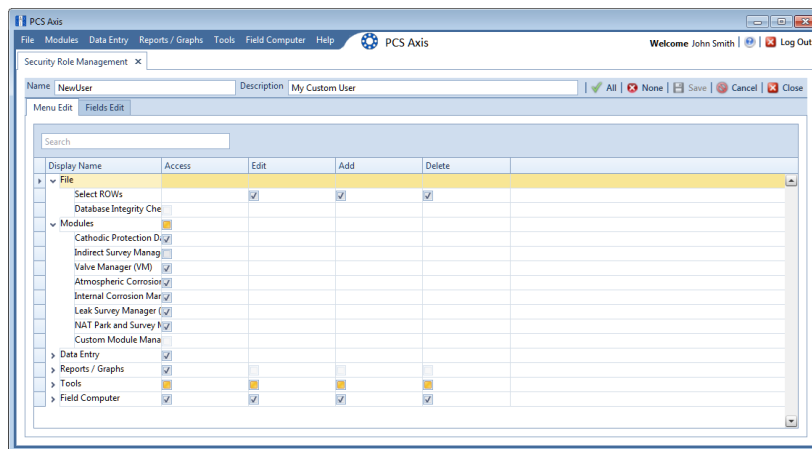 PCS Axis
File Modules Data Entry Reports / Graphs Tools Field Computer Help PCS Axis Welcome John Smith Log Out
Security Role Management
Name NewUser Description My Custom User All None Save Cancel Close
Menu Edit Fields Edit
Search
Display Name Access Edit Add Delete
File
Select ROWs
Database Integrity Che
Modules
Cathodic Protection Da
Indirect Survey Manag
Valve Manager (VM)
Atmospheric Corrosion
Internal Corrosion Mar
Leak Survey Manager (
NAT Park and Survey M
Custom Module Mana
Data Entry
Reports / Graphs
Tools
Field Computer